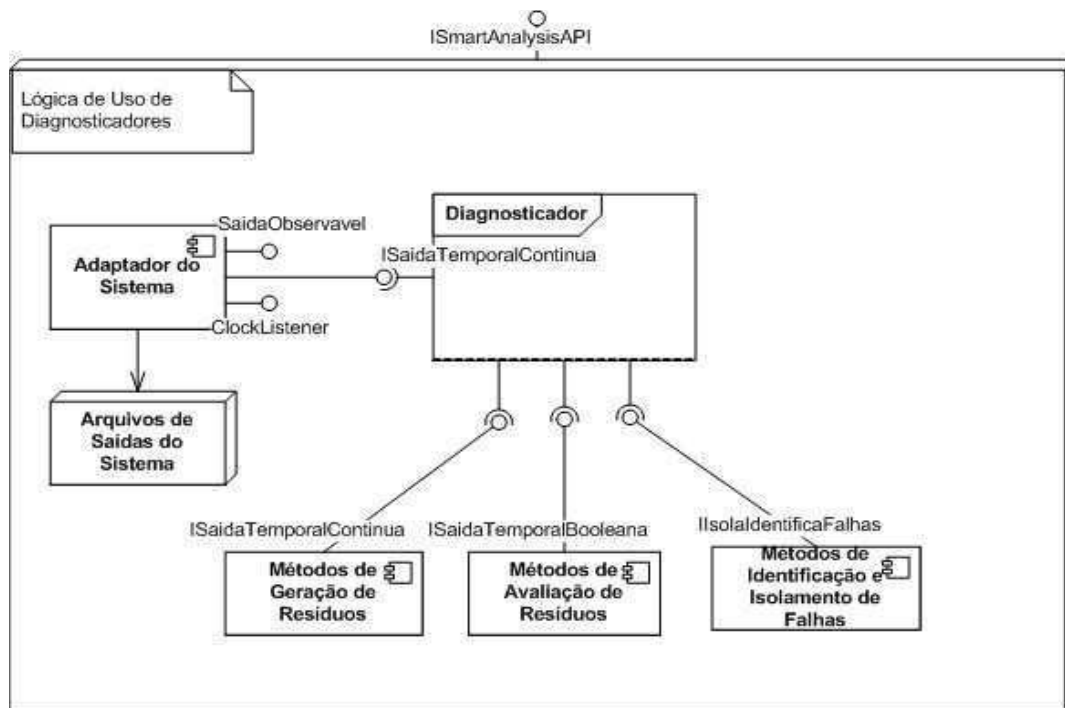 ISmartAnalysisAPI
Lógica de Uso de
Diagnosticadores
SaidaObservavel
Diagnosticador
ISaidaTemporalContinua
Adaptador do
Sistema
ClockListener
Arquivos de
Saidas do
Sistema
ISaidaTemporalContinua
ISaidaTemporalBooleana
IIsolaIdentificaFalhas
Métodos de
Geração de
Resíduos
Métodos de
Avaliação de
Resíduos
Métodos de
Identificação e
Isolamento de
Falhas